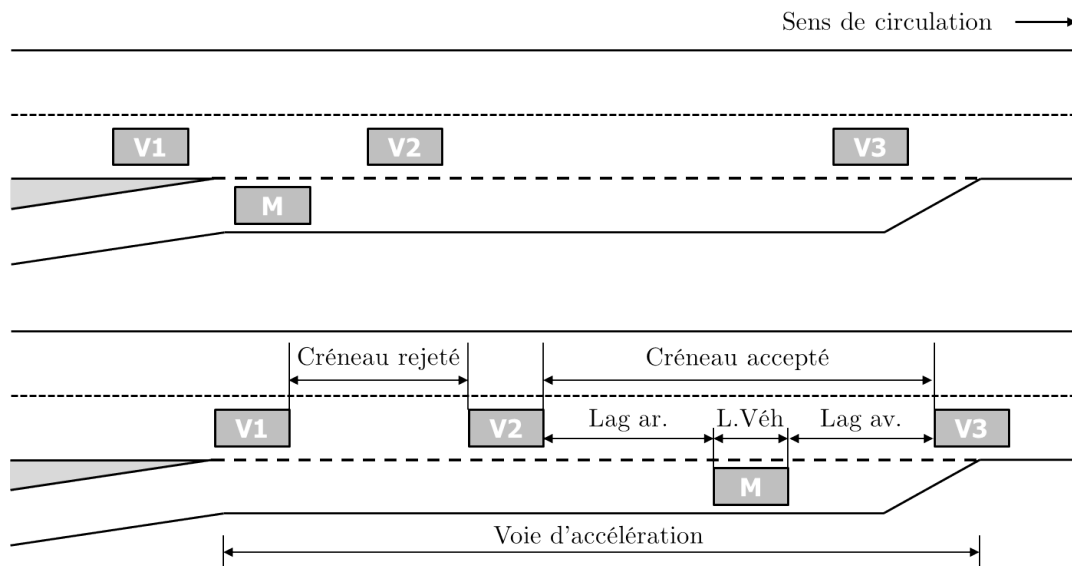 Sens de circulation
V1
V2
V3
M
Créneau rejeté
Créneau accepté
V1
V2
Lag ar.
L.Véh
Lag av.
V3
M
Voie d'accélération